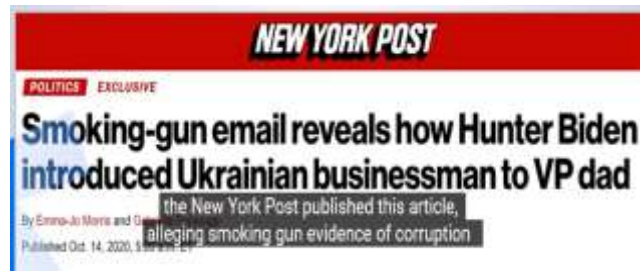 NEW YORK POST
POLITICS EXCLUSIVE
Smoking-gun email reveals how Hunter Biden
introduced Ukrainian businessman to VP dad
By Emma-Jo Morris and
the New York Post published this article,
alleging smoking gun evidence of corruption
Published Oct. 14, 2020,